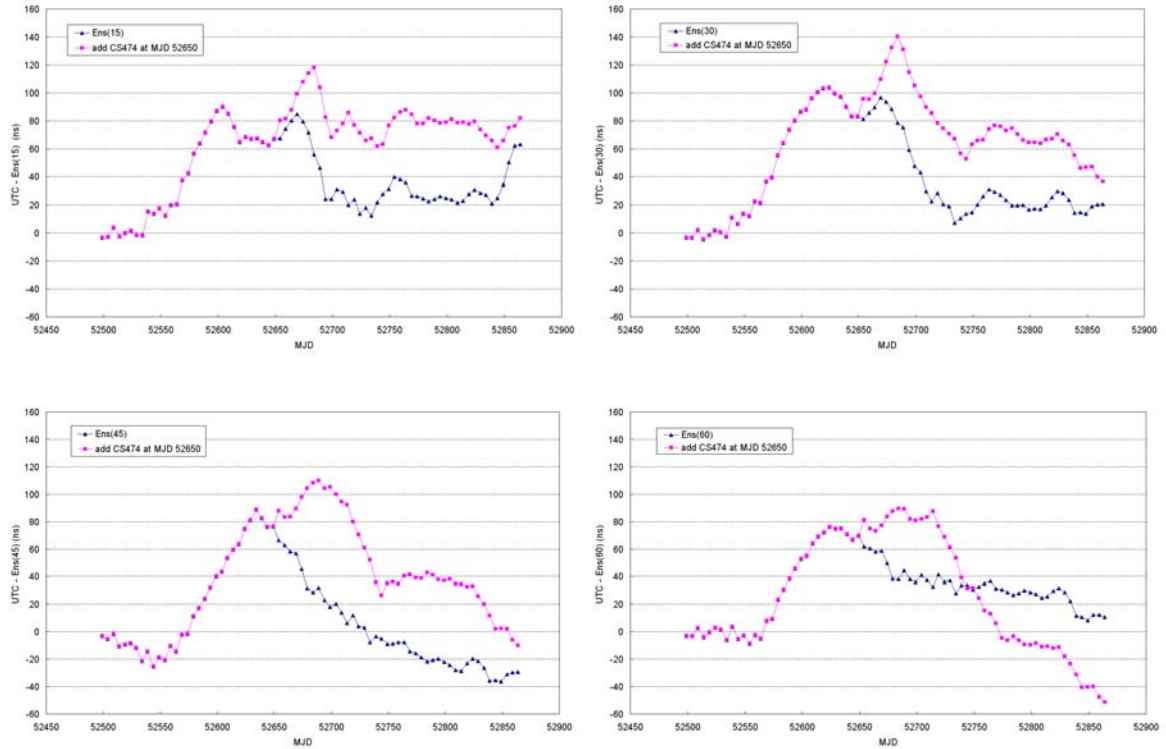 160
140
120
100
80
60
40
20
0
-20
-40
-60
UTC - Ens(15) (ns)
Ens(15)
add CS474 at MJD 52650
52450 52500 52550 52600 52650 52700 52750 52800 52850 52900
MJD
160
140
120
100
80
60
40
20
0
-20
-40
-60
UTC - Ens(30) (ns)
Ens(30)
add CS474 at MJD 52650
52450 52500 52550 52600 52650 52700 52750 52800 52850 52900
MJD
160
140
120
100
80
60
40
20
0
-20
-40
-60
UTC - Ens(45) (ns)
Ens(45)
add CS474 at MJD 52650
52450 52500 52550 52600 52650 52700 52750 52800 52850 52900
MJD
160
140
120
100
80
60
40
20
0
-20
-40
-60
UTC - Ens(60) (ns)
Ens(60)
add CS474 at MJD 52650
52450 52500 52550 52600 52650 52700 52750 52800 52850 52900
MJD